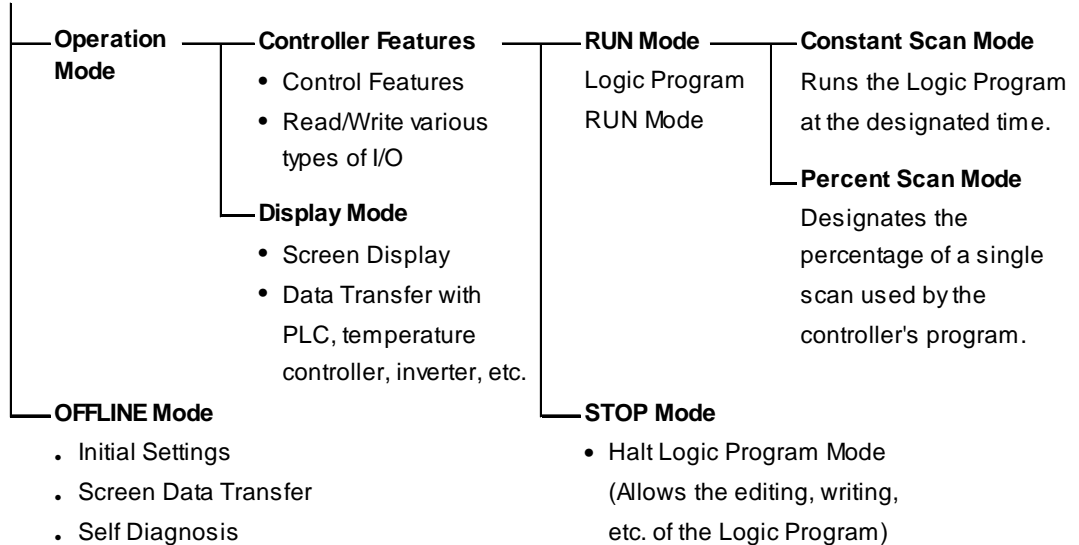 Operation
Mode
Controller Features
• Control Features
• Read/Write various
types of I/O
Display Mode
• Screen Display
• Data Transfer with
PLC, temperature
controller, inverter, etc.
RUN Mode
Logic Program
RUN Mode
Constant Scan Mode
Runs the Logic Program
at the designated time.
Percent Scan Mode
Designates the
percentage of a single
scan used by the
controller's program.
OFFLINE Mode
• Initial Settings
• Screen Data Transfer
• Self Diagnosis
STOP Mode
• Halt Logic Program Mode
(Allows the editing, writing,
etc. of the Logic Program)